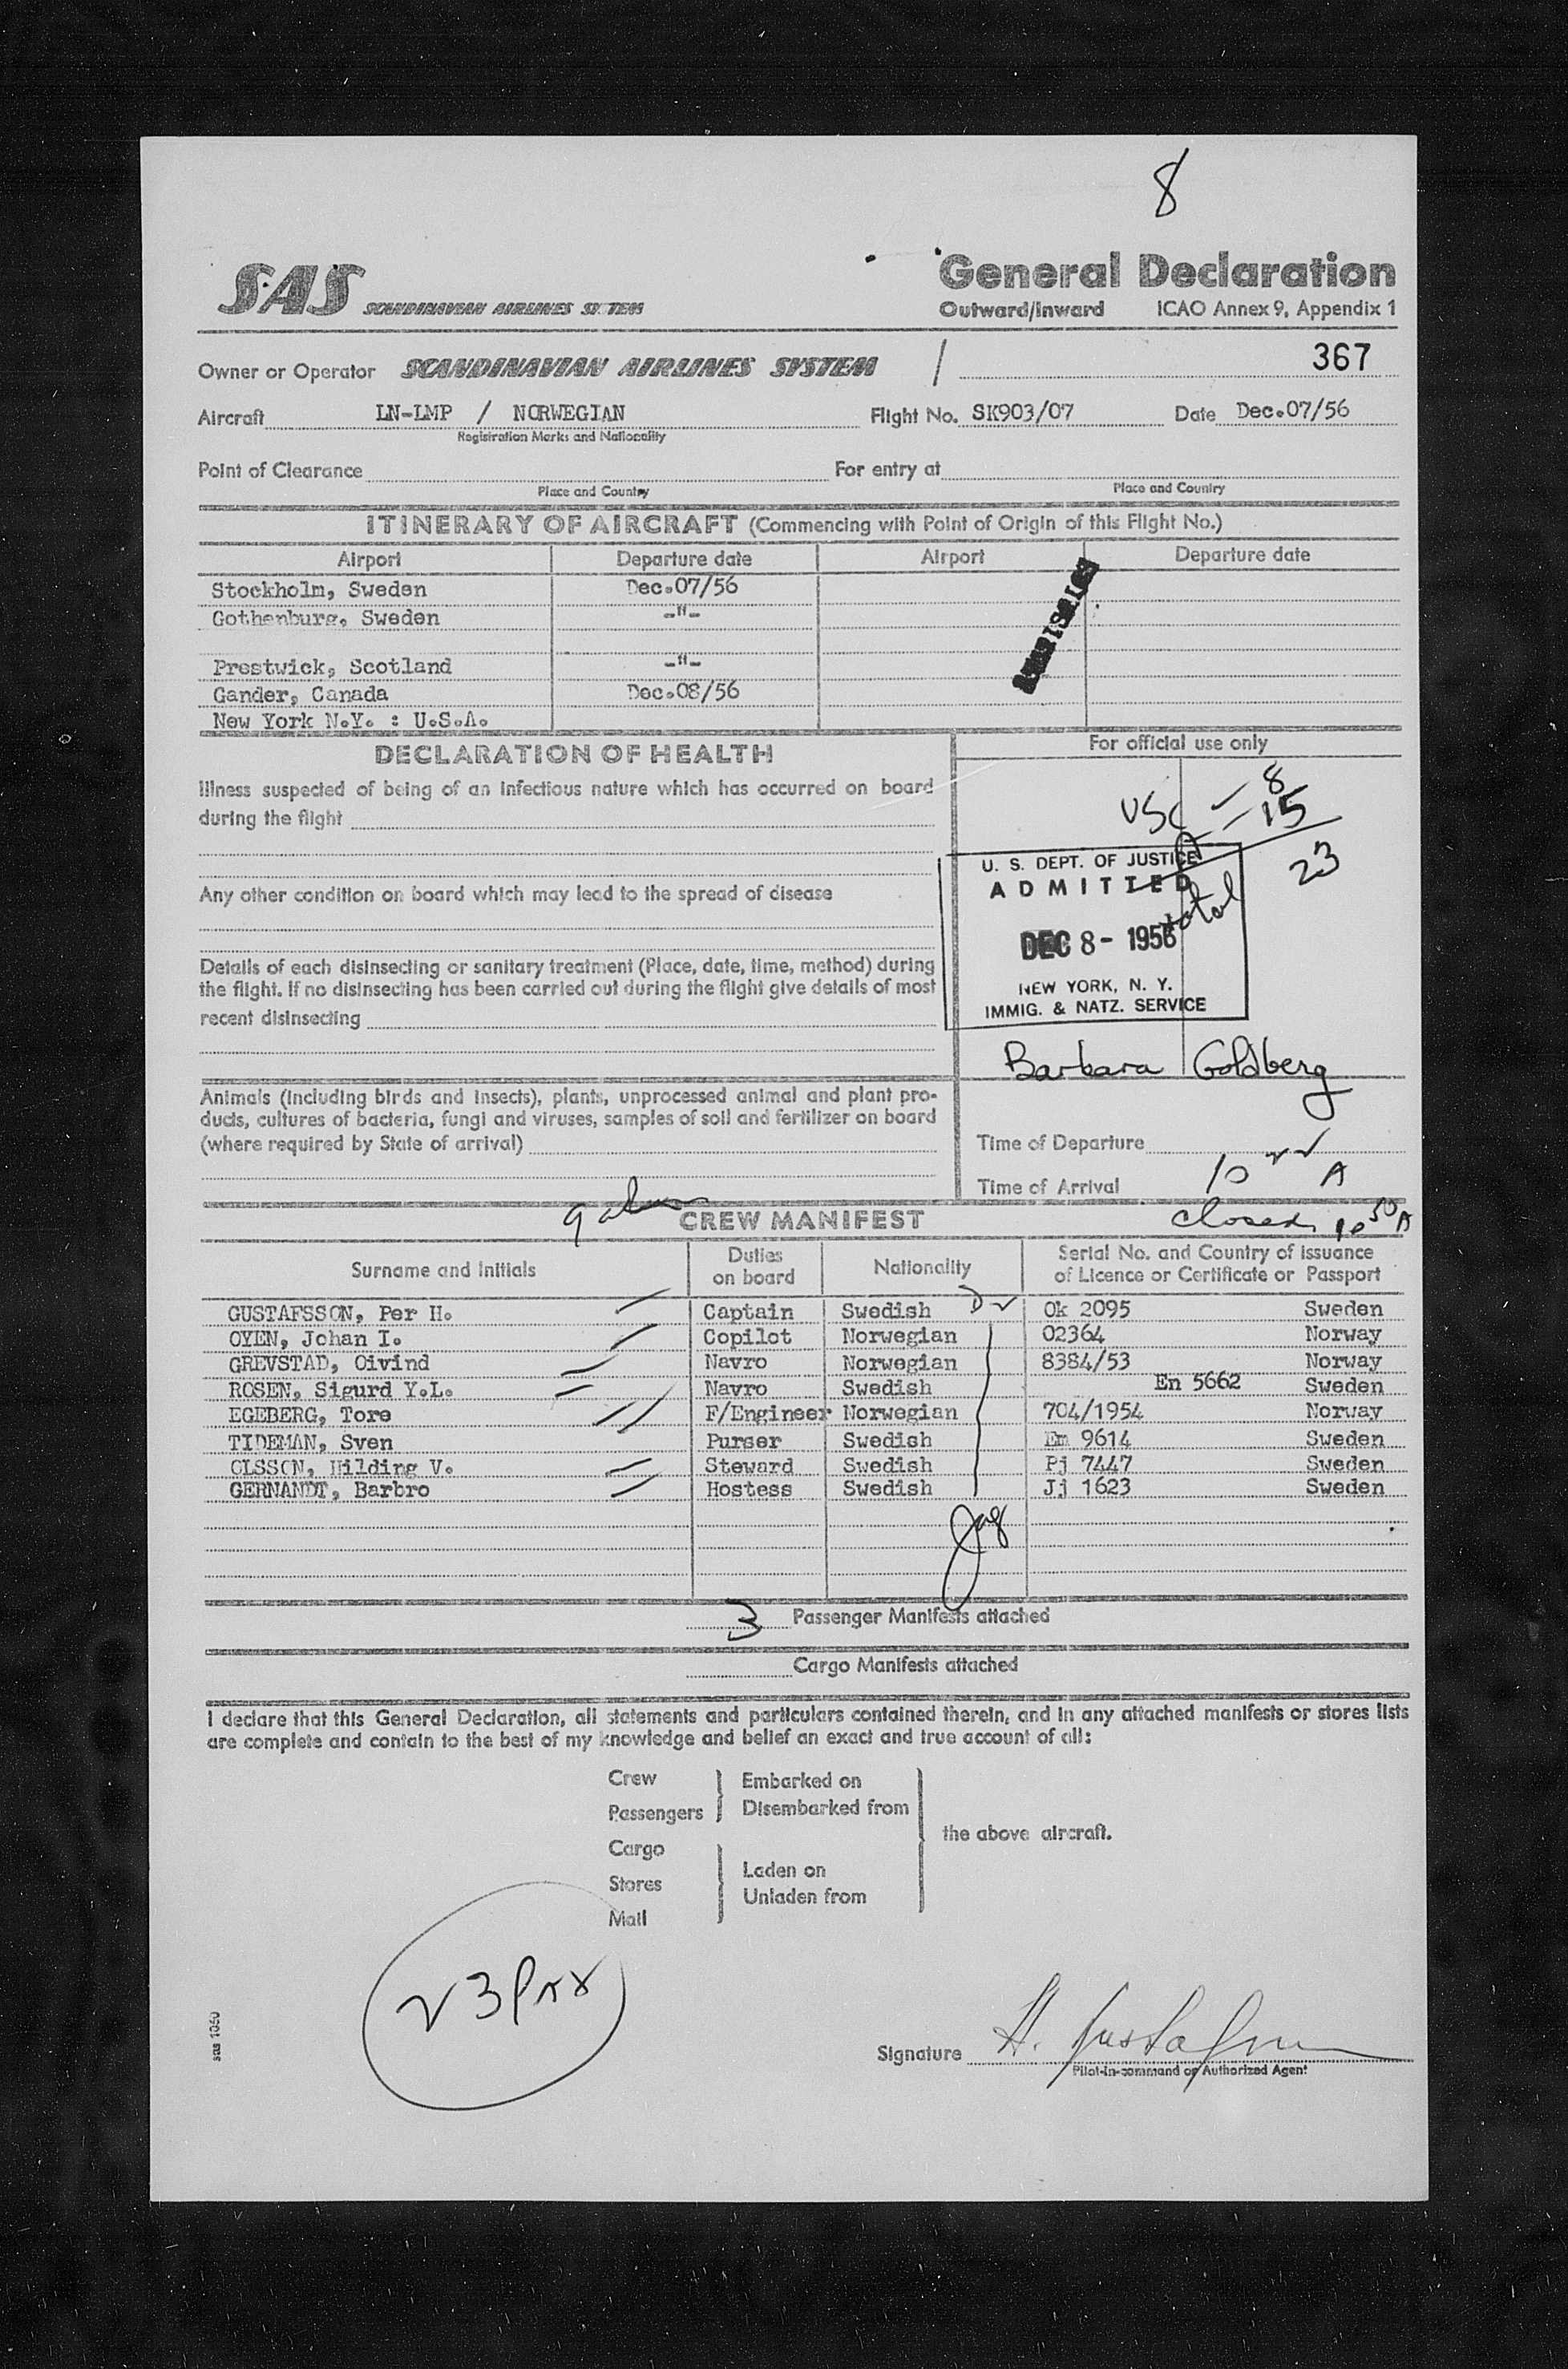 8
SAS SCANDINAVIAN AIRLINES SYSTEM
General Declaration
Outward/Inward ICAO Annex 9, Appendix 1
Owner or Operator SCANDINAVIAN AIRLINES SYSTEM / 367
Aircraft LN-LMP / NORWEGIAN Flight No. SK903/07 Date Dec.07/56
Registration Marks and Nationality
Point of Clearance For entry at
Place and Country Place and Country
ITINERARY OF AIRCRAFT (Commencing with Point of Origin of this Flight No.)
Airport Departure date Airport Departure date
Stockholm, Sweden Dec.07/56
Gothenburg, Sweden -"-
Prestwick, Scotland -"-
Gander, Canada Dec.08/56
New York N.Y. : U.S.A.
DECLARATION OF HEALTH
For official use only
Illness suspected of being of an infectious nature which has occurred on board
during the flight
USC - 8
A - 15
total 23
Any other condition on board which may lead to the spread of disease
U. S. DEPT. OF JUSTICE
ADMITTED
DEC 8 - 1956
NEW YORK, N. Y.
IMMIG. & NATZ. SERVICE
Details of each disinsecting or sanitary treatment (Place, date, time, method) during
the flight. If no disinsecting has been carried out during the flight give details of most
recent disinsecting
Barbara Goldberg
Animals (including birds and insects), plants, unprocessed animal and plant pro-
ducts, cultures of bacteria, fungi and viruses, samples of soil and fertilizer on board
(where required by State of arrival)
Time of Departure
Time of Arrival 10 22 A
closed 10 50 A
CREW MANIFEST
Surname and Initials Duties on board Nationality Serial No. and Country of issuance of Licence or Certificate or Passport
GUSTAFSSON, Per H. Captain Swedish Ok 2095 Sweden
OYEN, Johan I. Copilot Norwegian 02364 Norway
GREVSTAD, Oivind Navro Norwegian 8384/53 Norway
ROSEN, Sigurd Y.L. Navro Swedish En 5662 Sweden
EGEBERG, Tore F/Engineer Norwegian 704/1954 Norway
TIDEMAN, Sven Purser Swedish Em 9614 Sweden
OLSSON, Hilding V. Steward Swedish Pj 7447 Sweden
GERNANDT, Barbro Hostess Swedish Jj 1623 Sweden
3 Passenger Manifests attached
Cargo Manifests attached
I declare that this General Declaration, all statements and particulars contained therein, and in any attached manifests or stores lists
are complete and contain to the best of my knowledge and belief an exact and true account of all:
Crew
Passengers
Embarked on
Disembarked from
Cargo
Stores
Mail
Laden on
Unladen from
the above aircraft.
23 Pax
sas 1050
Signature H. Gustafsson
Pilot-in-command or Authorized Agent